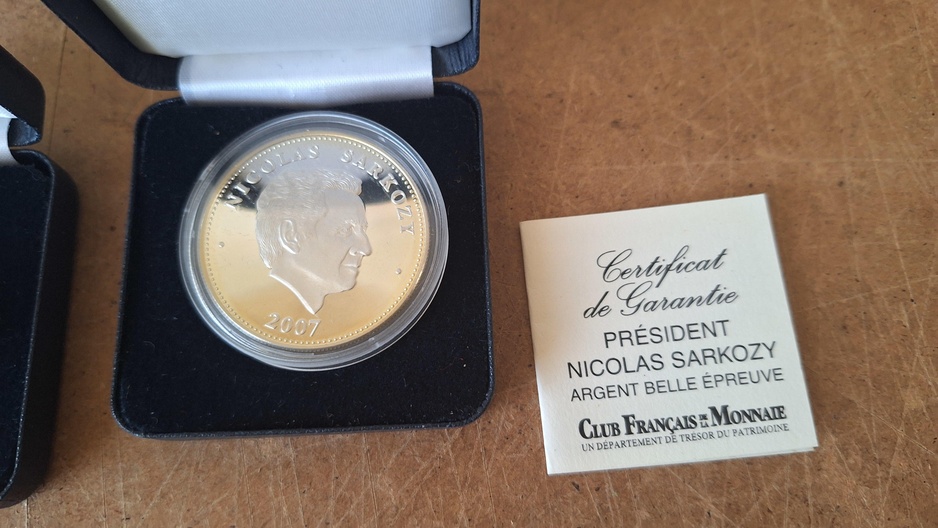 NICOLAS SARKOZY
2007
Certificat
de Garantie
PRÉSIDENT
NICOLAS SARKOZY
ARGENT BELLE ÉPREUVE
CLUB FRANÇAIS DE LA MONNAIE
UN DÉPARTEMENT DE TRÉSOR DU PATRIMOINE